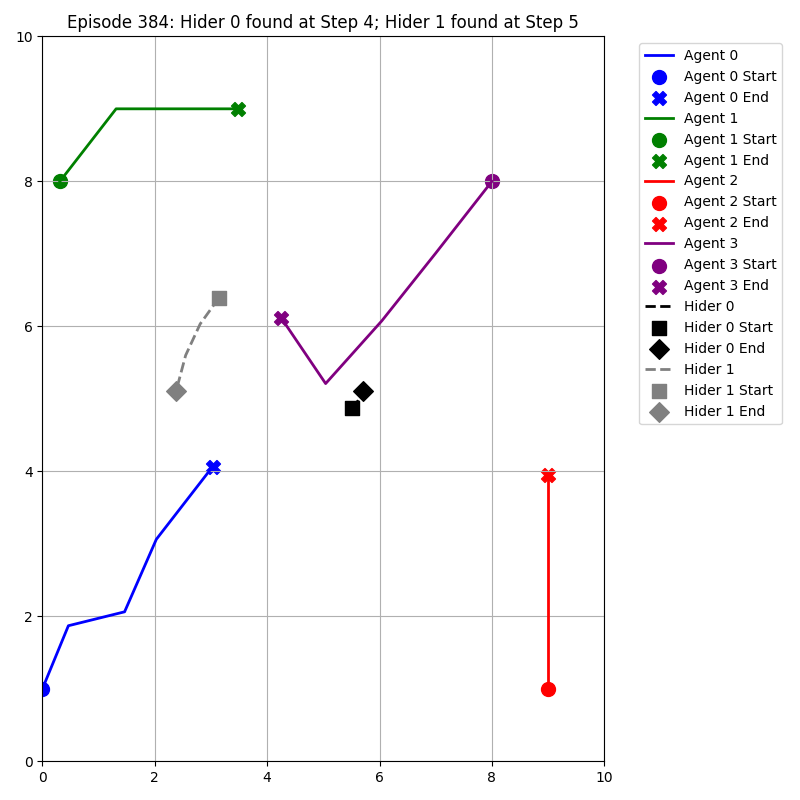 Episode 384: Hider 0 found at Step 4; Hider 1 found at Step 5
10
8
6
4
2
0
0 2 4 6 8 10
Agent 0
Agent 0 Start
Agent 0 End
Agent 1
Agent 1 Start
Agent 1 End
Agent 2
Agent 2 Start
Agent 2 End
Agent 3
Agent 3 Start
Agent 3 End
Hider 0
Hider 0 Start
Hider 0 End
Hider 1
Hider 1 Start
Hider 1 End